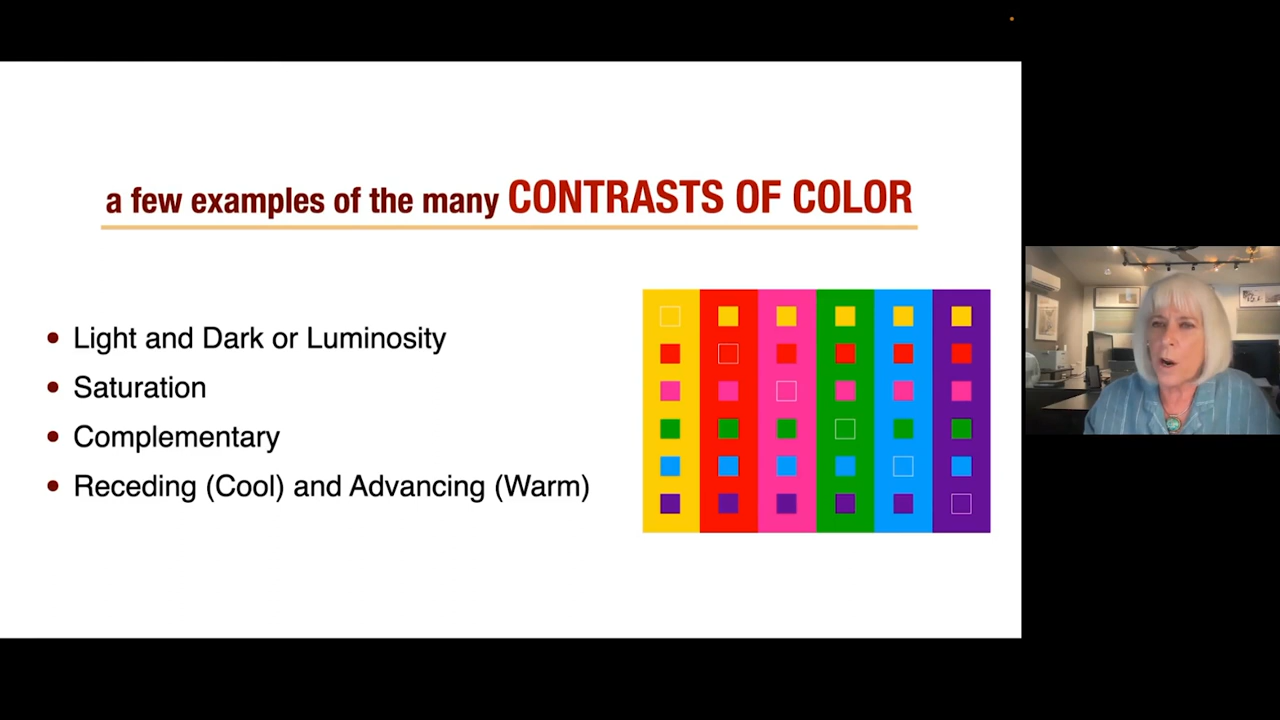 a few examples of the many CONTRASTS OF COLOR
Light and Dark or Luminosity
Saturation
Complementary
Receding (Cool) and Advancing (Warm)